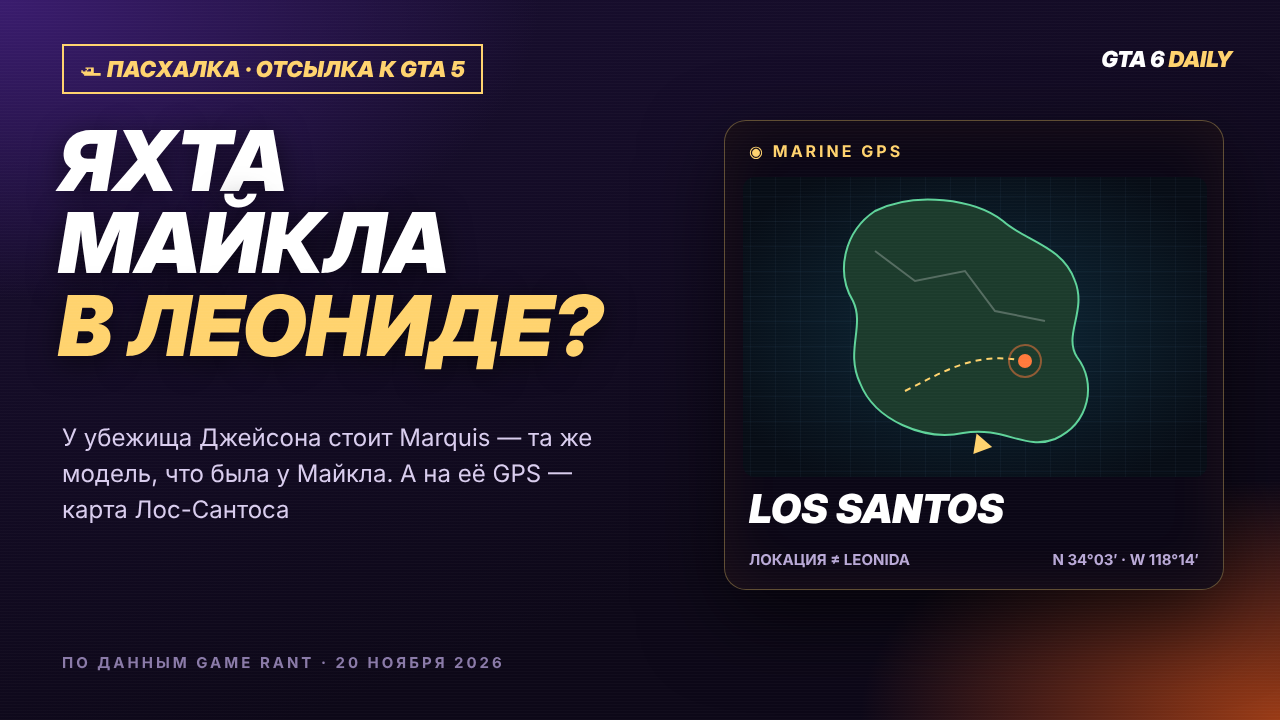 ПАСХАЛКА · ОТСЫЛКА К GTA 5
GTA 6 DAILY
ЯХТА
МАЙКЛА
В ЛЕОНИДЕ?
У убежища Джейсона стоит Marquis — та же
модель, что была у Майкла. А на её GPS —
карта Лос-Сантоса
◉ MARINE GPS
LOS SANTOS
ЛОКАЦИЯ ≠ LEONIDA
N 34°03′ · W 118°14′
ПО ДАННЫМ GAME RANT · 20 НОЯБРЯ 2026